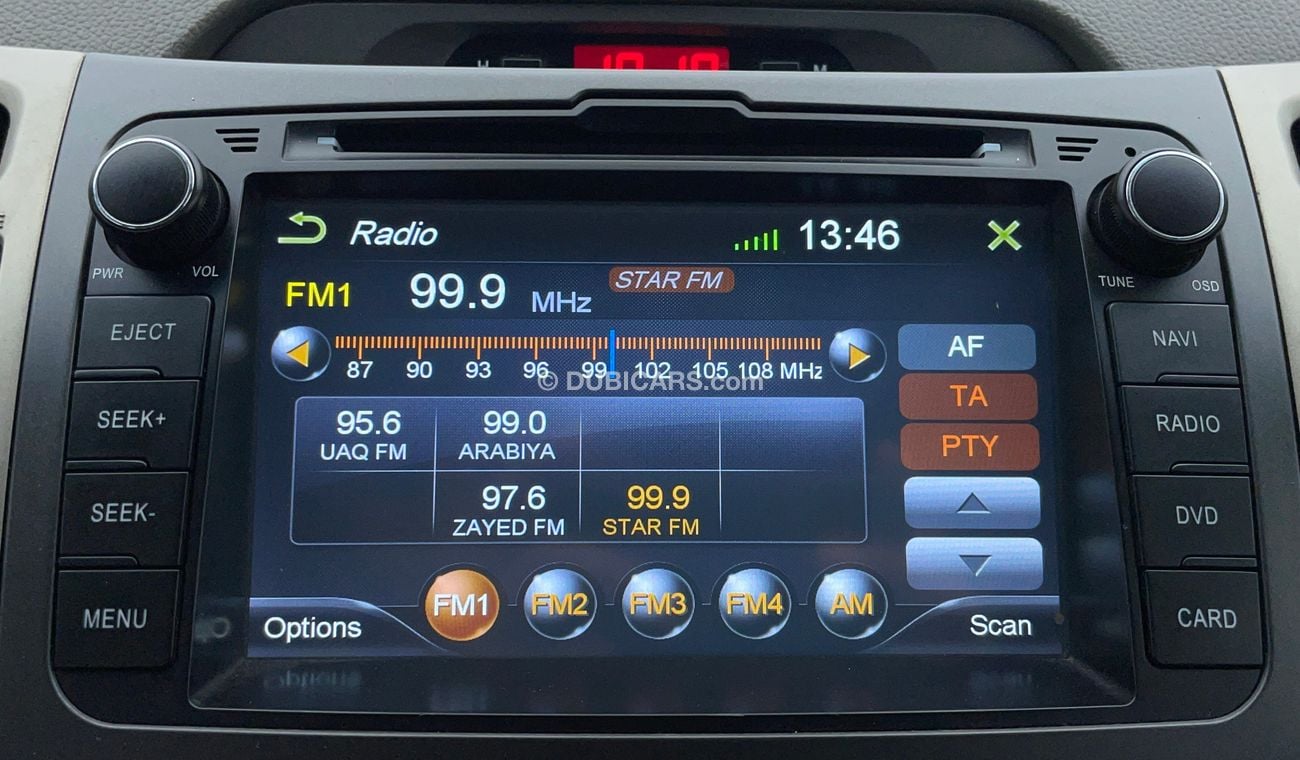 H M
Radio 13:46
FM1 99.9 MHz STAR FM
87 90 93 96 99 102 105 108 MHz
© DUBICARS.com
95.6 99.0
UAQ FM ARABIYA
97.6 99.9
ZAYED FM STAR FM
AF
TA
PTY
FM1 FM2 FM3 FM4 AM
Options Scan
PWR VOL
EJECT
SEEK+
SEEK-
MENU
TUNE OSD
NAVI
RADIO
DVD
CARD